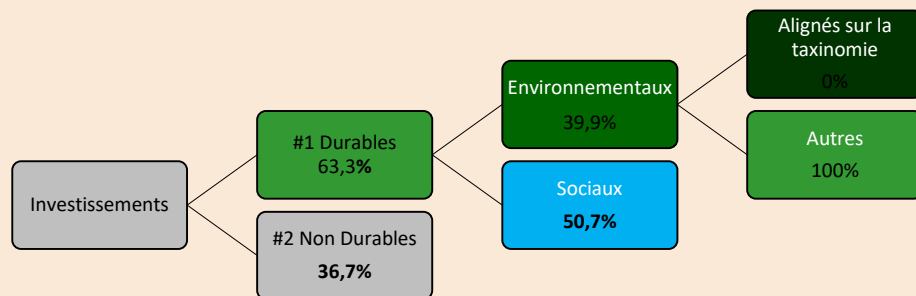 Investissements
#1 Durables
63,3%
#2 Non Durables
36,7%
Environnementaux
39,9%
Sociaux
50,7%
Alignés sur la
taxinomie
0%
Autres
100%